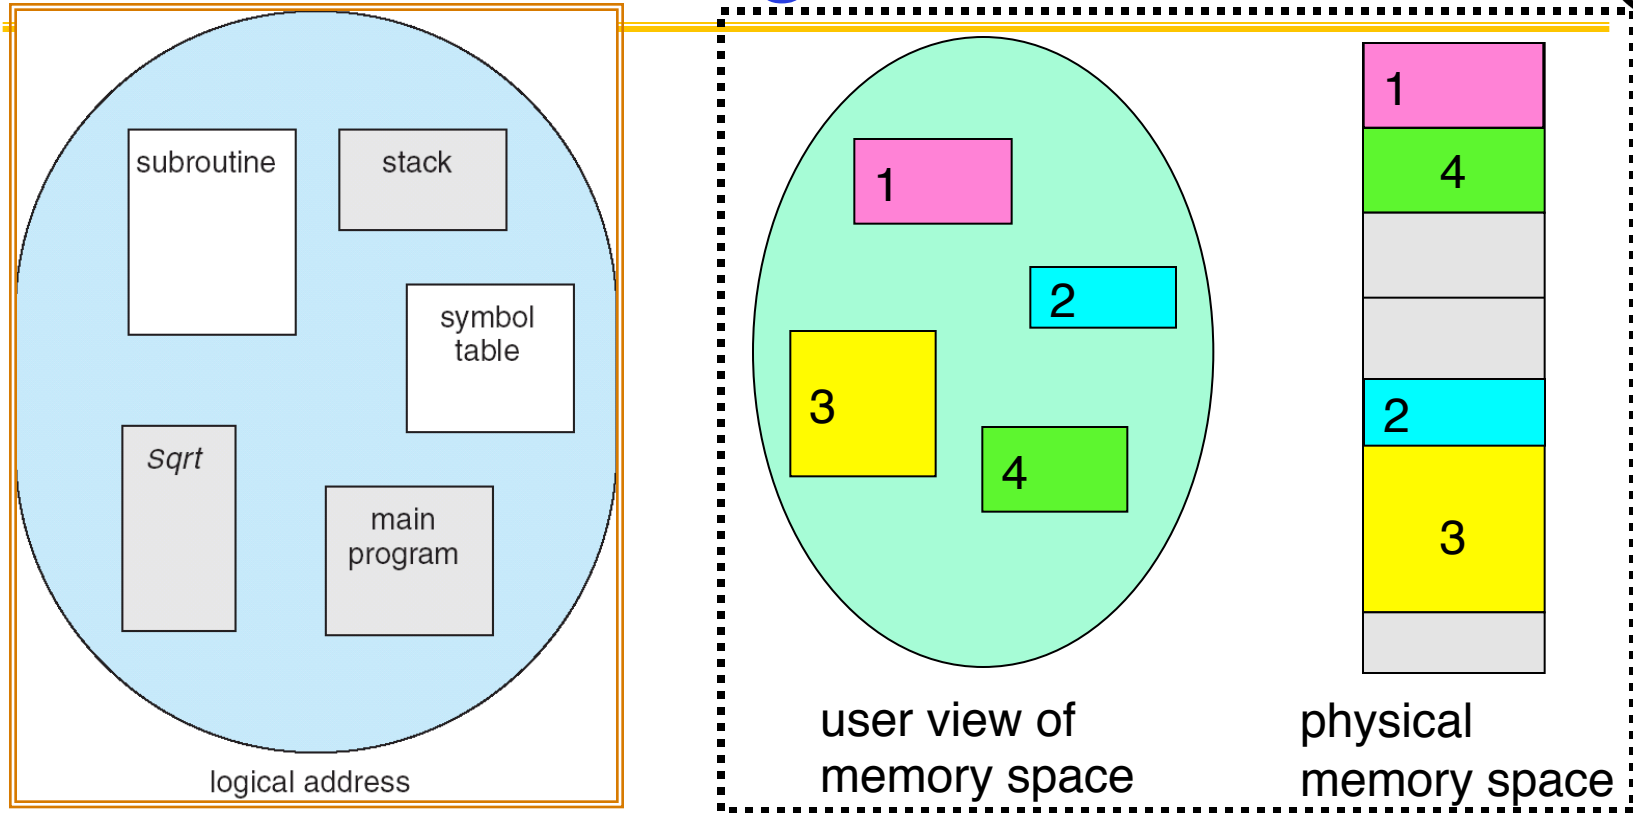 subroutine
stack
symbol
table
Sqrt
main
program
logical address
1
2
3
4
user view of
memory space
1
4
2
3
physical
memory space